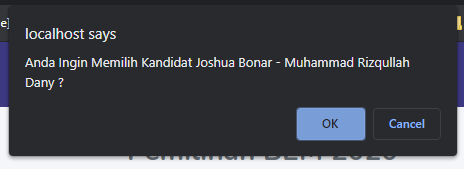 e]
localhost says
Anda Ingin Memilih Kandidat Joshua Bonar - Muhammad Rizqullah
Dany ?
OK
Cancel